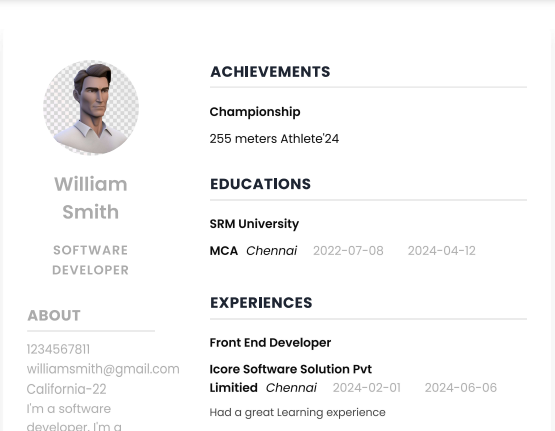 William
Smith
SOFTWARE
DEVELOPER
ABOUT
1234567811
williamsmith@gmail.com
California-22
I'm a software
developer, I'm a
ACHIEVEMENTS
Championship
255 meters Athlete'24
EDUCATIONS
SRM University
MCA Chennai 2022-07-08 2024-04-12
EXPERIENCES
Front End Developer
Icore Software Solution Pvt
Limitied Chennai 2024-02-01 2024-06-06
Had a great Learning experience